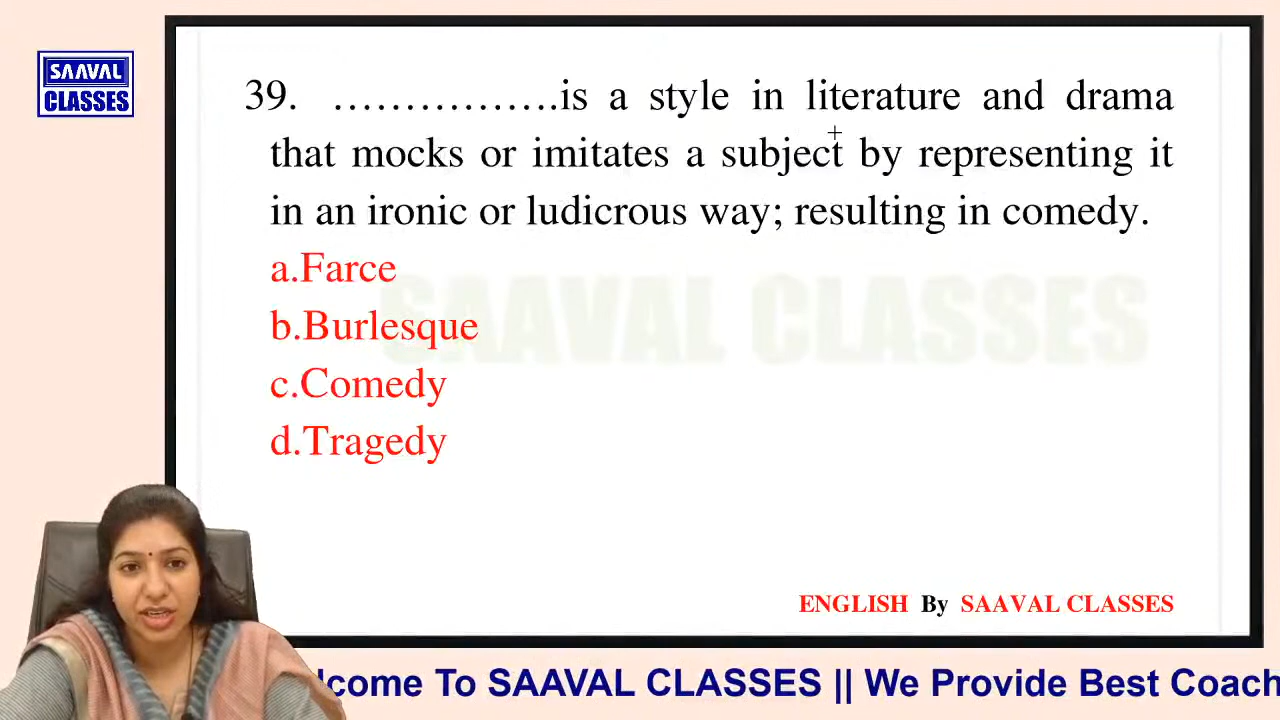 SAAVAL
CLASSES
39. …………….is a style in literature and drama
that mocks or imitates a subject by representing it
in an ironic or ludicrous way; resulting in comedy.
a.Farce
b.Burlesque
c.Comedy
d.Tragedy
SAAVAL CLASSES
ENGLISH By SAAVAL CLASSES
lcome To SAAVAL CLASSES || We Provide Best Coach